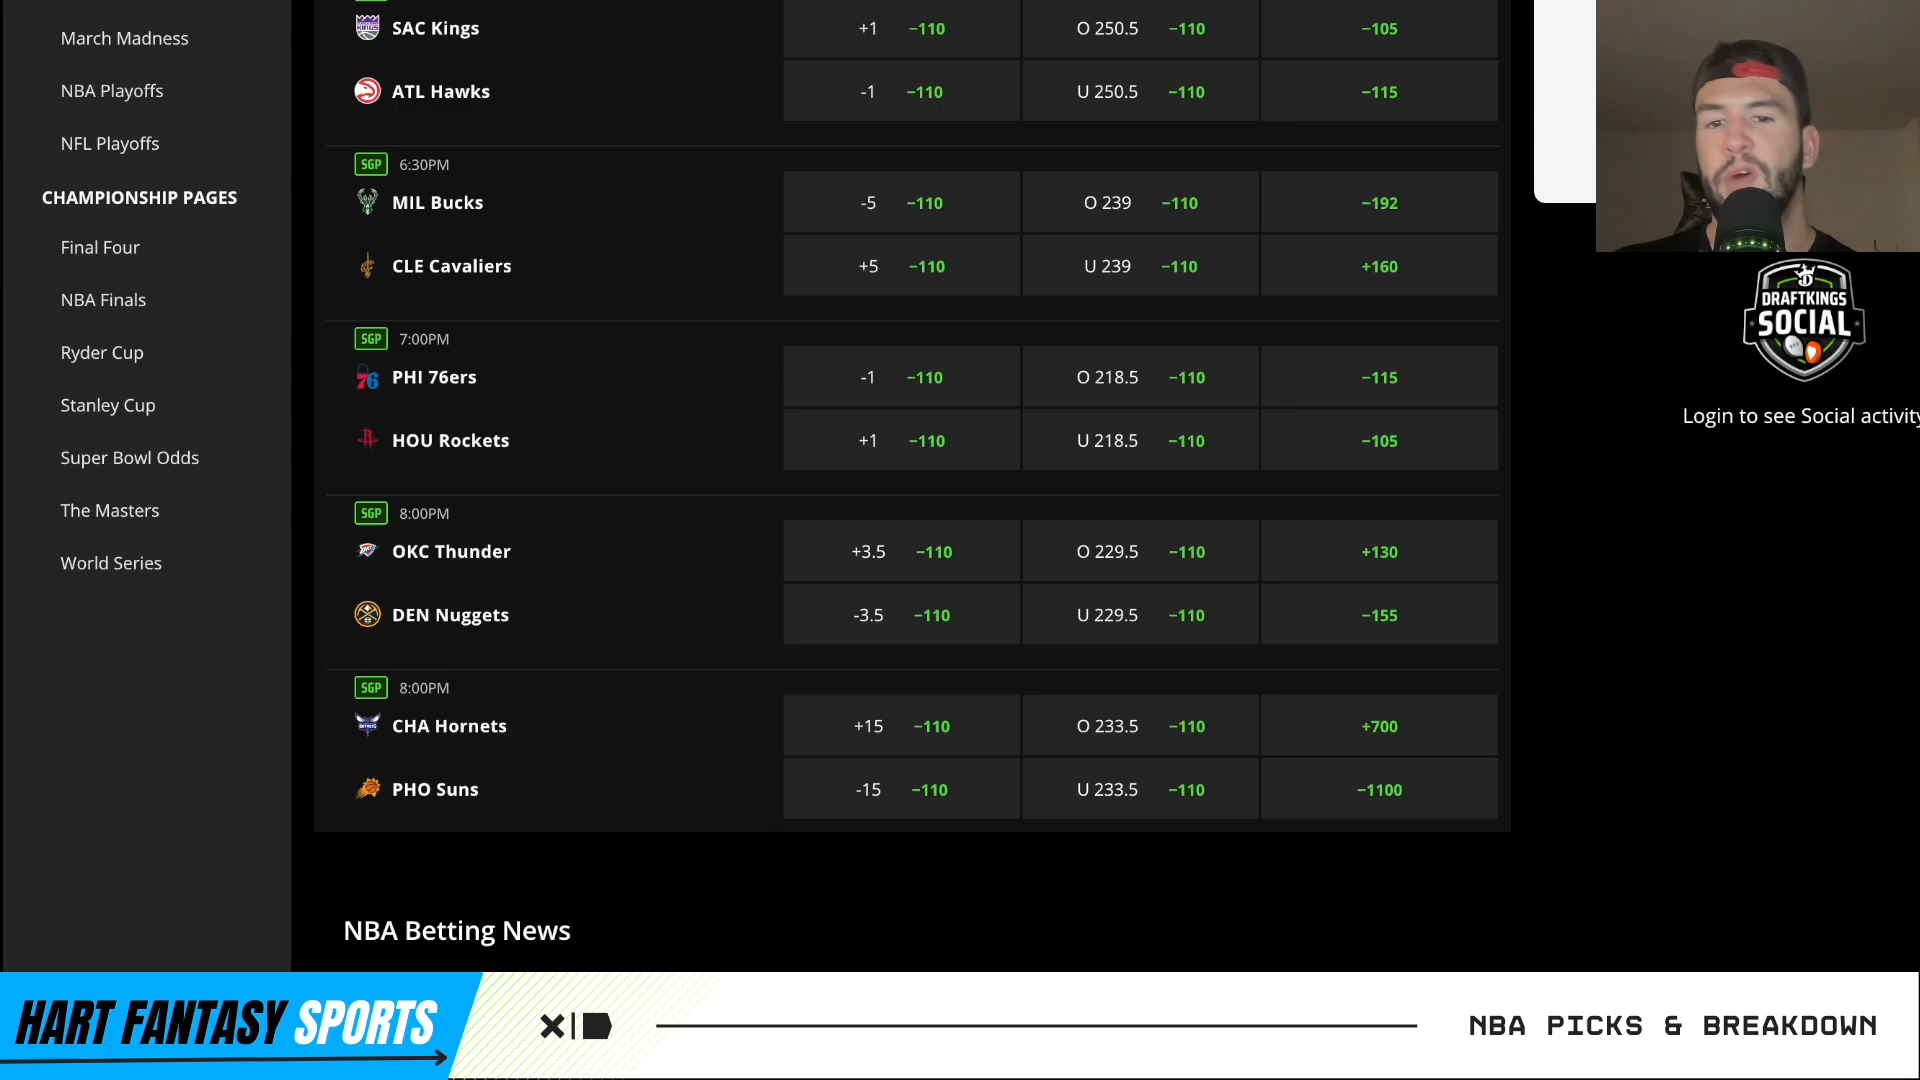 March Madness
NBA Playoffs
NFL Playoffs
CHAMPIONSHIP PAGES
Final Four
NBA Finals
Ryder Cup
Stanley Cup
Super Bowl Odds
The Masters
World Series
SAC Kings +1 −110 O 250.5 −110 −105
ATL Hawks -1 −110 U 250.5 −110 −115
SGP 6:30PM
MIL Bucks -5 −110 O 239 −110 −192
CLE Cavaliers +5 −110 U 239 −110 +160
SGP 7:00PM
76 PHI 76ers -1 −110 O 218.5 −110 −115
HOU Rockets +1 −110 U 218.5 −110 −105
SGP 8:00PM
OKC Thunder +3.5 −110 O 229.5 −110 +130
DEN Nuggets -3.5 −110 U 229.5 −110 −155
SGP 8:00PM
CHA Hornets +15 −110 O 233.5 −110 +700
PHO Suns -15 −110 U 233.5 −110 −1100
NBA Betting News
DRAFTKINGS
SOCIAL
Login to see Social activity
HART FANTASY SPORTS
NBA PICKS & BREAKDOWN